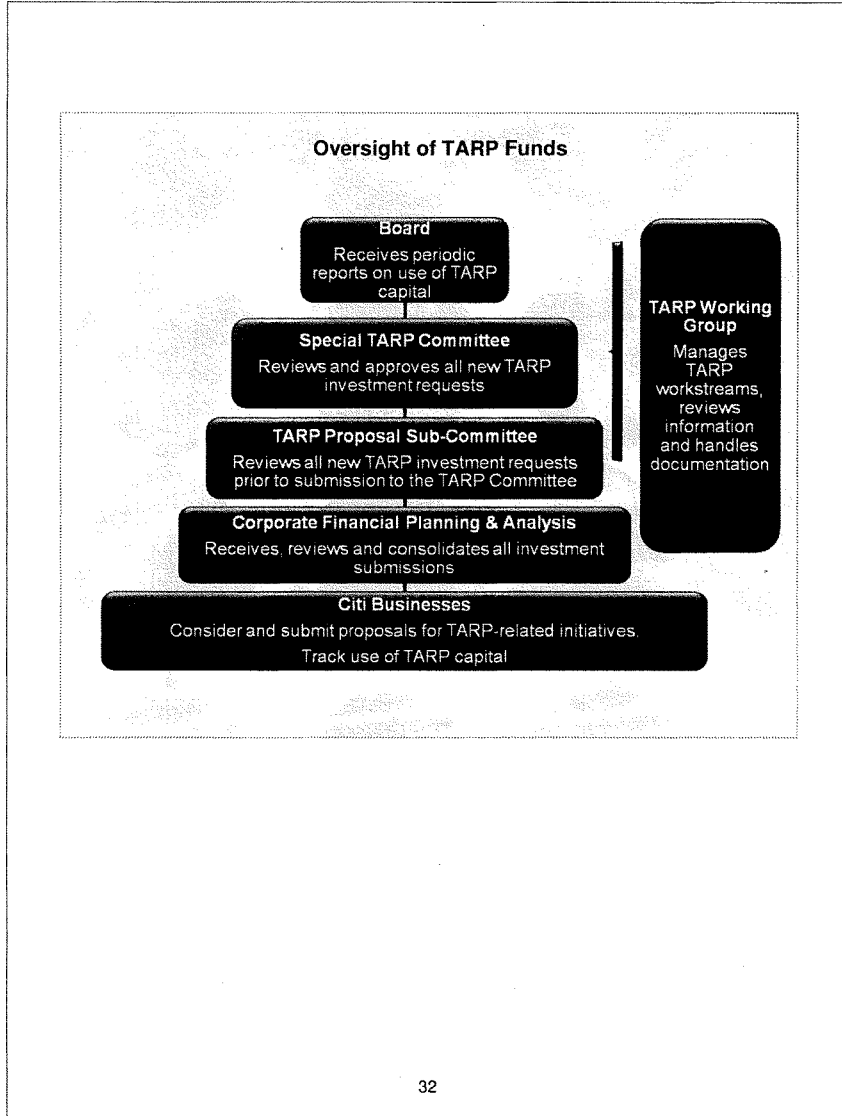 Oversight of TARP Funds
Board
Receives periodic
reports on use of TARP
capital
Special TARP Committee
Reviews and approves all new TARP
investment requests
TARP Proposal Sub-Committee
Reviews all new TARP investment requests
prior to submission to the TARP Committee
Corporate Financial Planning & Analysis
Receives, reviews and consolidates all investment
submissions
Citi Businesses
Consider and submit proposals for TARP-related initiatives.
Track use of TARP capital
TARP Working
Group
Manages
TARP
workstreams,
reviews
information
and handles
documentation
32